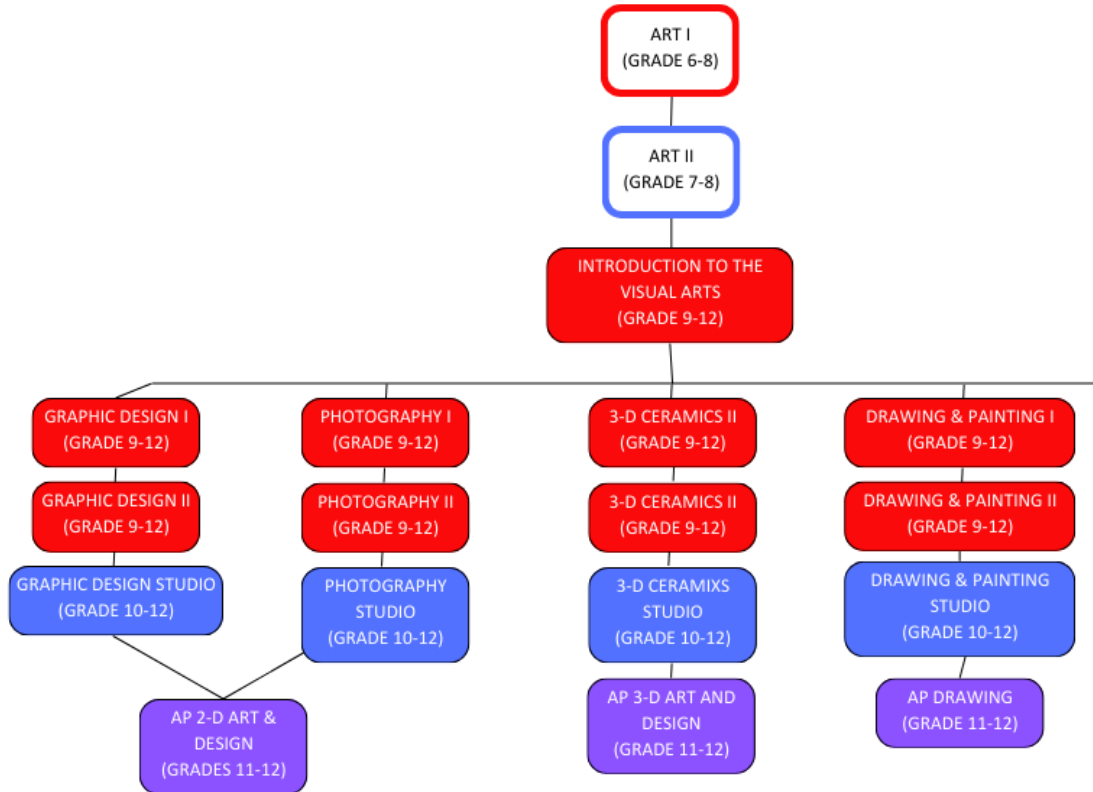 ART I
(GRADE 6-8)
ART II
(GRADE 7-8)
INTRODUCTION TO THE
VISUAL ARTS
(GRADE 9-12)
GRAPHIC DESIGN I
(GRADE 9-12)
PHOTOGRAPHY I
(GRADE 9-12)
3-D CERAMICS II
(GRADE 9-12)
DRAWING & PAINTING I
(GRADE 9-12)
GRAPHIC DESIGN II
(GRADE 9-12)
PHOTOGRAPHY II
(GRADE 9-12)
3-D CERAMICS II
(GRADE 9-12)
DRAWING & PAINTING II
(GRADE 9-12)
GRAPHIC DESIGN STUDIO
(GRADE 10-12)
PHOTOGRAPHY
STUDIO
(GRADE 10-12)
3-D CERAMIXS
STUDIO
(GRADE 10-12)
DRAWING & PAINTING
STUDIO
(GRADE 10-12)
AP 2-D ART &
DESIGN
(GRADES 11-12)
AP 3-D ART AND
DESIGN
(GRADE 11-12)
AP DRAWING
(GRADE 11-12)